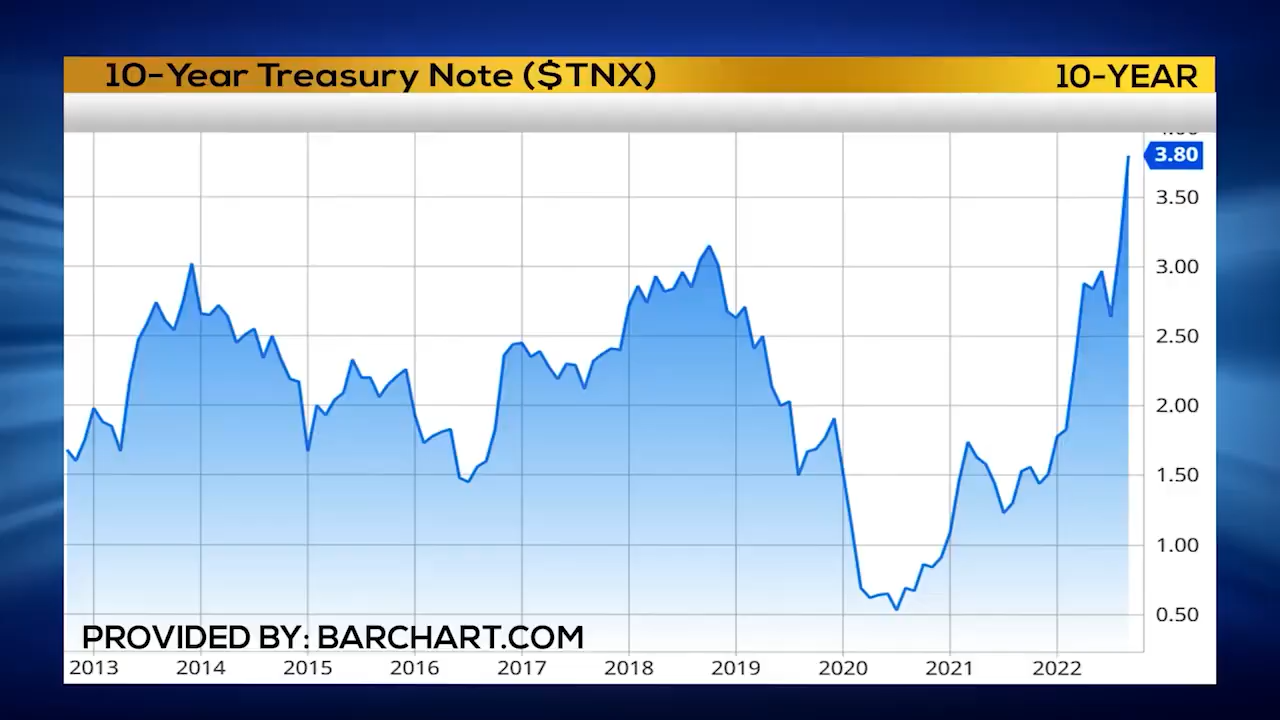 10-Year Treasury Note ($TNX)
10-YEAR
3.80
3.50
3.00
2.50
2.00
1.50
1.00
0.50
PROVIDED BY: BARCHART.COM
2013 2014 2015 2016 2017 2018 2019 2020 2021 2022